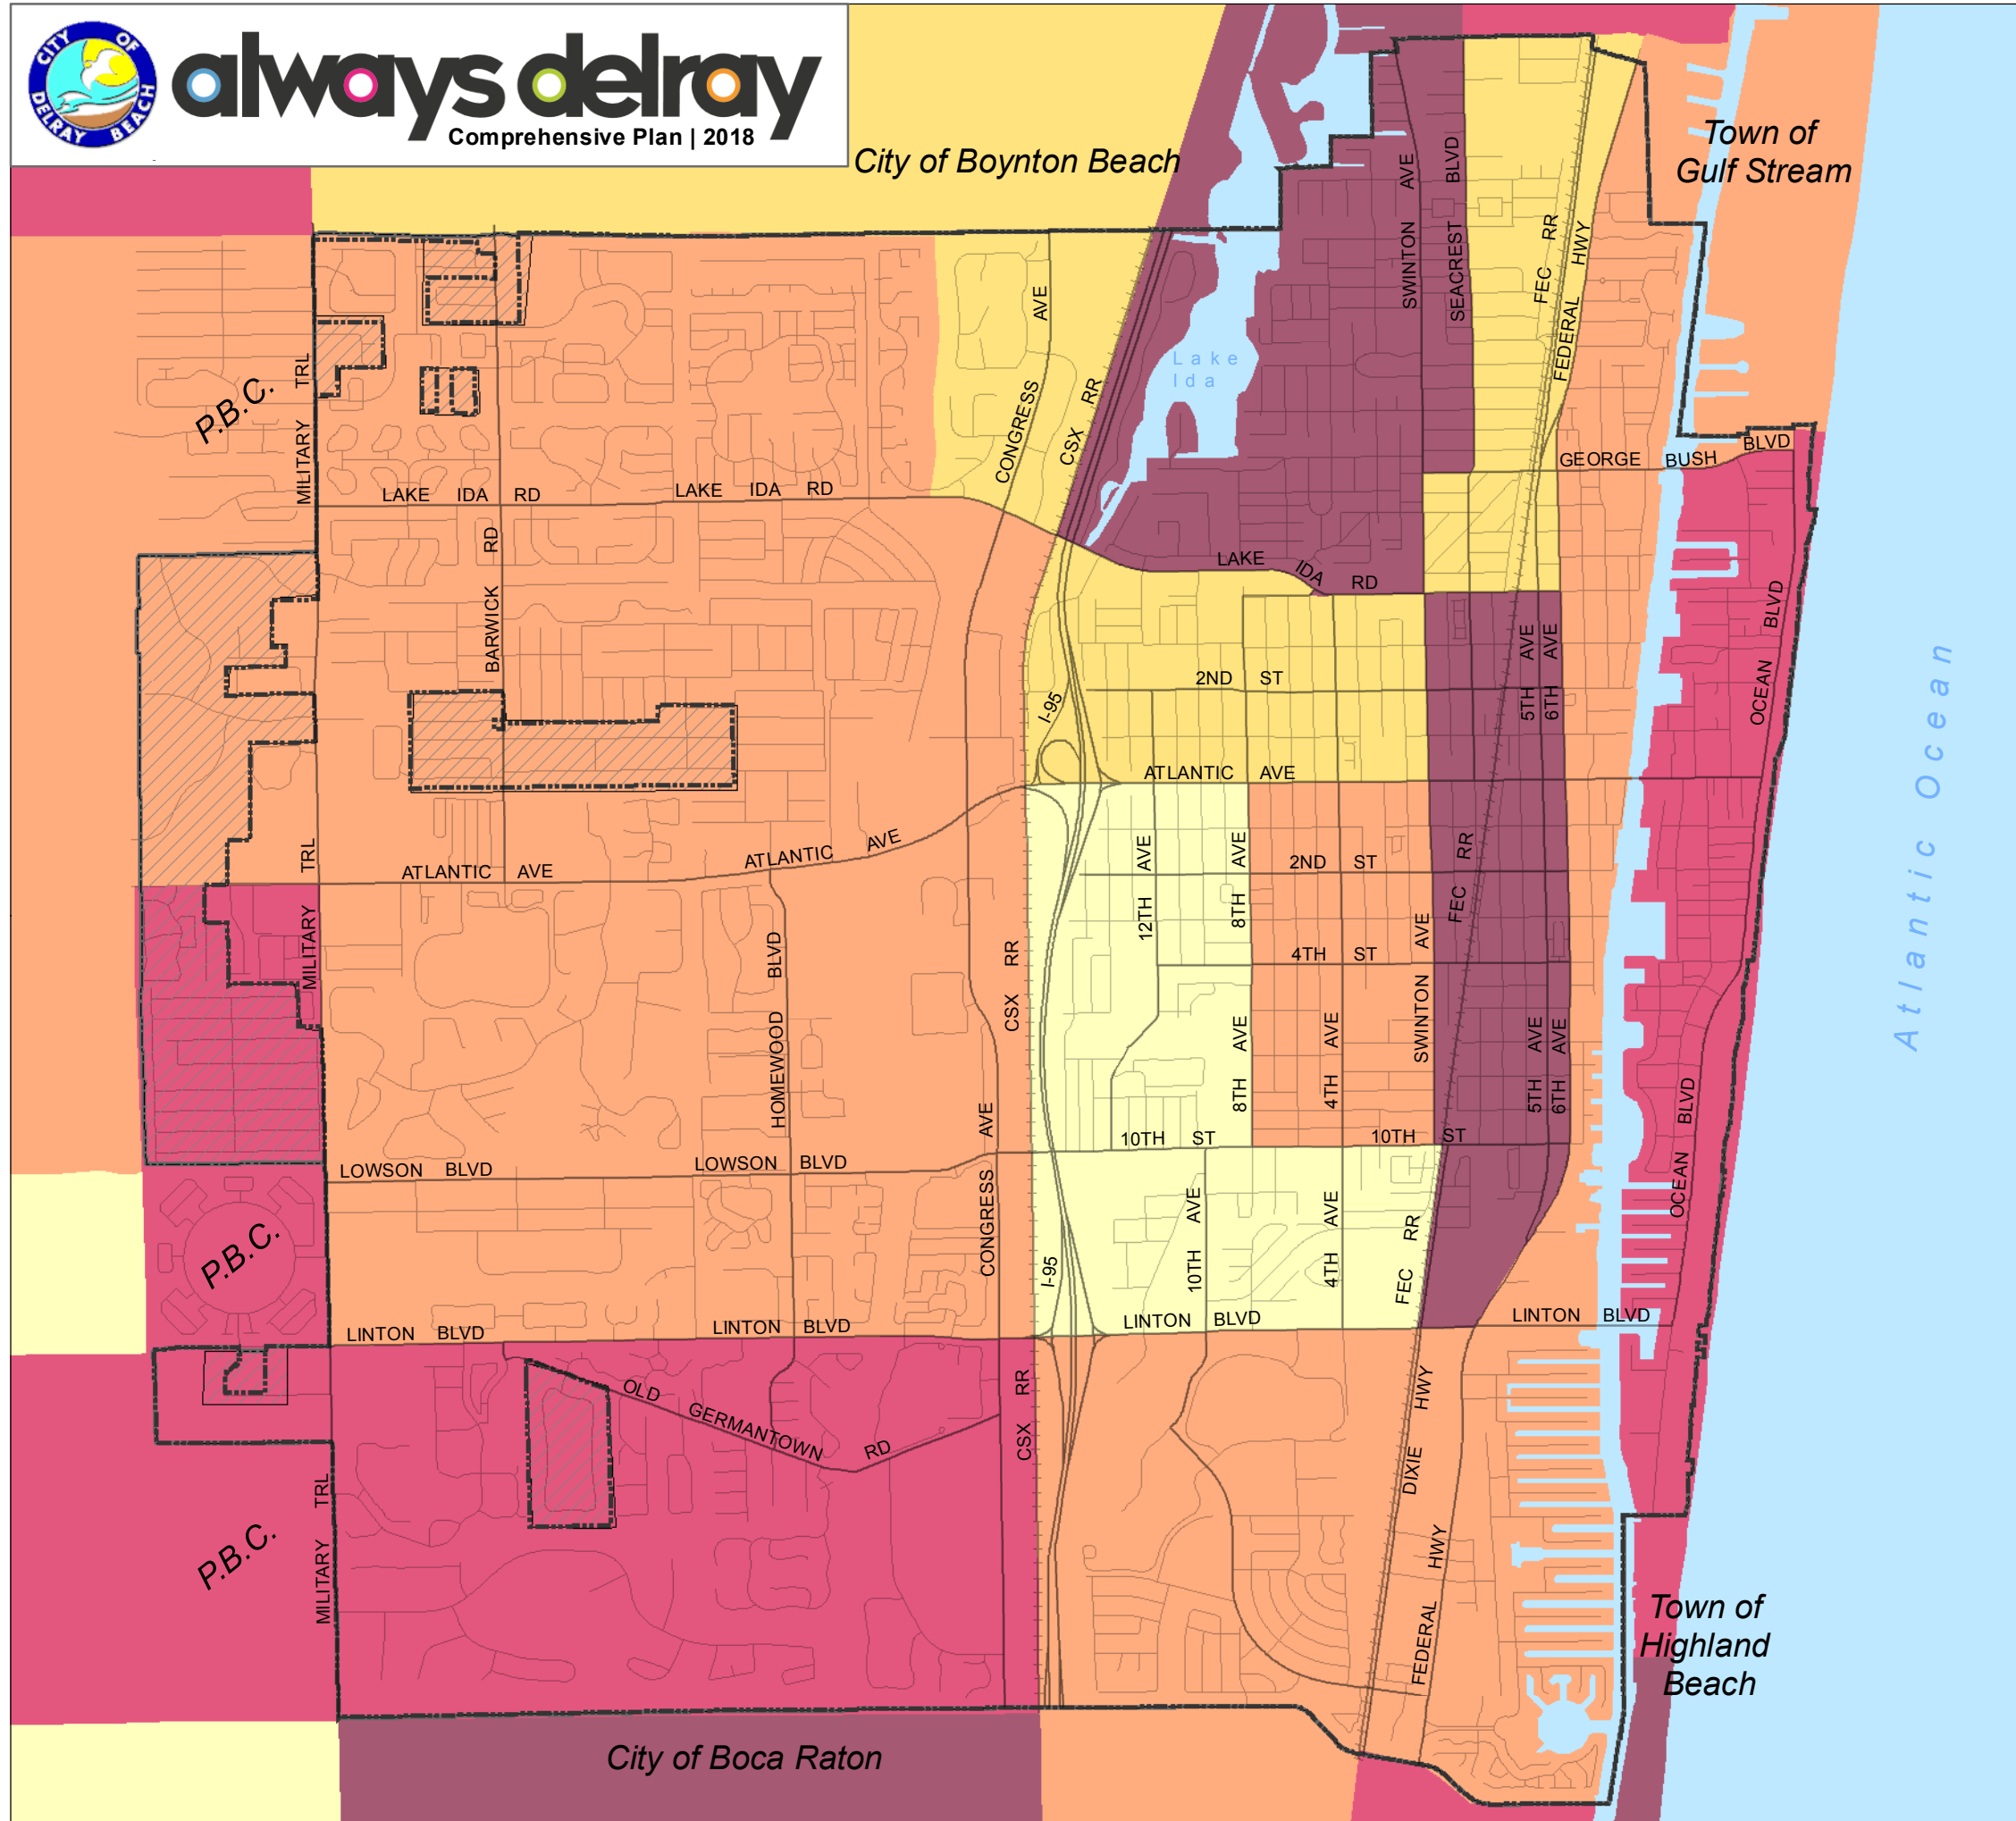 CITY OF
DELRAY BEACH
always delray
Comprehensive Plan | 2018
City of Boynton Beach
Town of
Gulf Stream
SWINTON AVE
SEACREST BLVD
FEC RR
FEDERAL HWY
CONGRESS AVE
CSX RR
Lake
Ida
P.B.C.
MILITARY TRL
GEORGE BUSH BLVD
LAKE IDA RD
LAKE IDA RD
BARWICK RD
LAKE IDA RD
OCEAN BLVD
5TH AVE
6TH AVE
2ND ST
I-95
Atlantic Ocean
ATLANTIC AVE
ATLANTIC AVE
ATLANTIC AVE
MILITARY TRL
12TH AVE
8TH AVE
2ND ST
FEC RR
4TH ST
SWINTON AVE
HOMEWOOD BLVD
CSX RR
8TH AVE
4TH AVE
5TH AVE
6TH AVE
10TH ST
10TH ST
OCEAN BLVD
LOWSON BLVD
LOWSON BLVD
CONGRESS AVE
P.B.C.
I-95
10TH AVE
4TH AVE
FEC RR
LINTON BLVD
LINTON BLVD
LINTON BLVD
LINTON BLVD
OLD GERMANTOWN RD
CSX RR
DIXIE HWY
FEDERAL HWY
P.B.C.
MILITARY TRL
Town of
Highland
Beach
City of Boca Raton